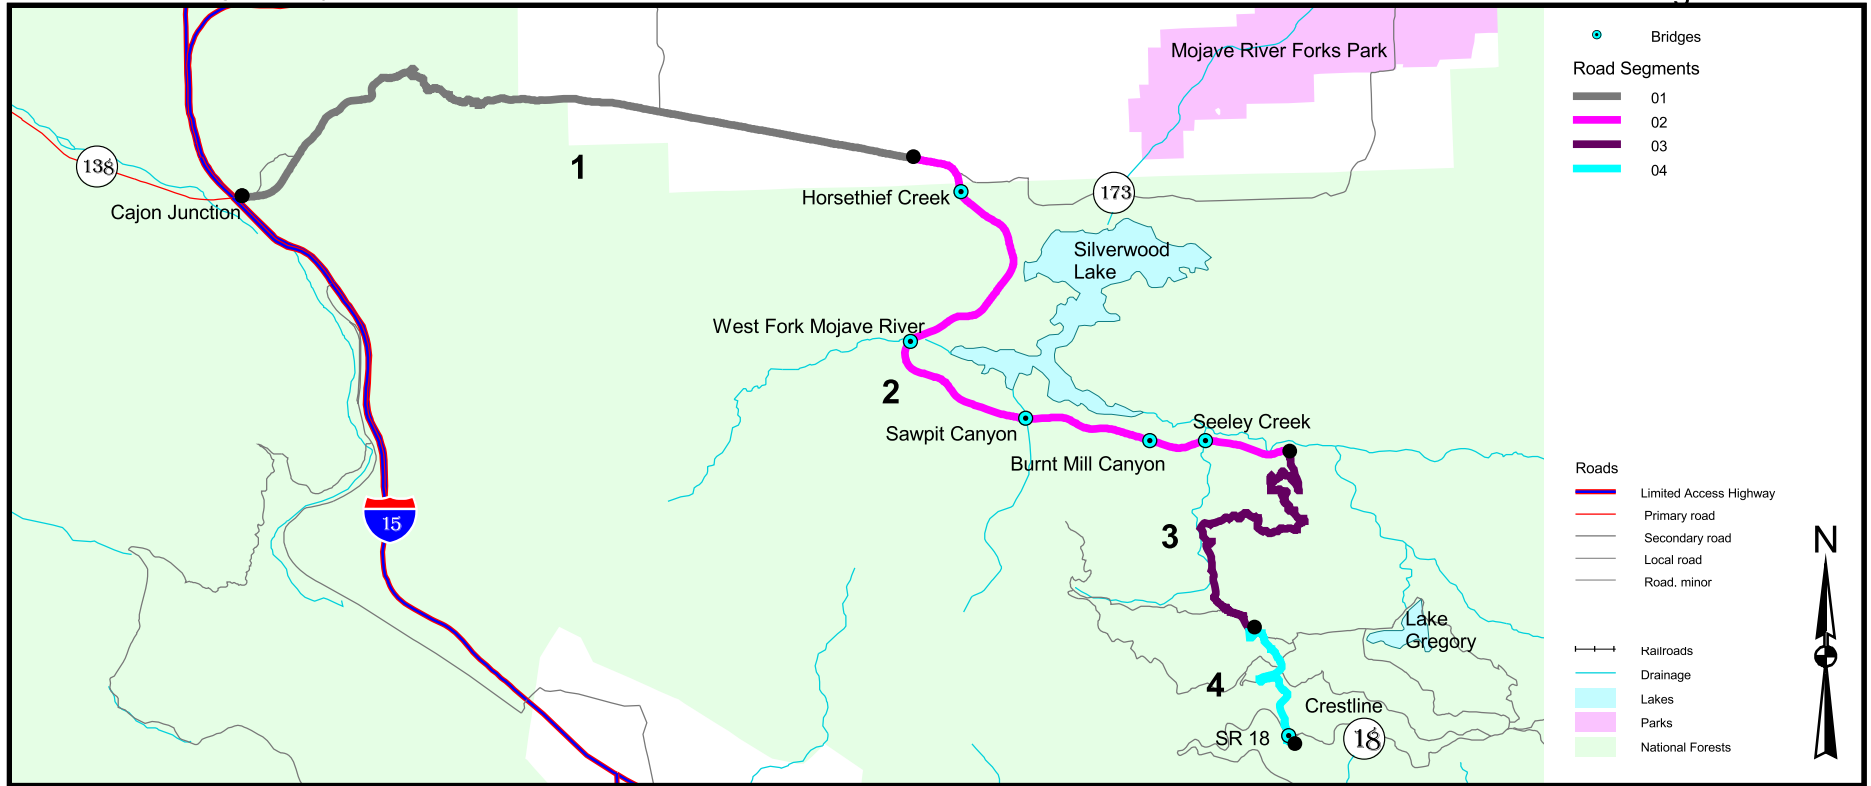 Mojave River Forks Park
138
Cajon Junction
1
Horsethief Creek
173
Silverwood
Lake
West Fork Mojave River
2
Sawpit Canyon
Seeley Creek
Burnt Mill Canyon
15
3
Lake
Gregory
4
Crestline
SR 18
18
Bridges
Road Segments
01
02
03
04
Roads
Limited Access Highway
Primary road
Secondary road
Local road
Road, minor
Railroads
Drainage
Lakes
Parks
National Forests
N